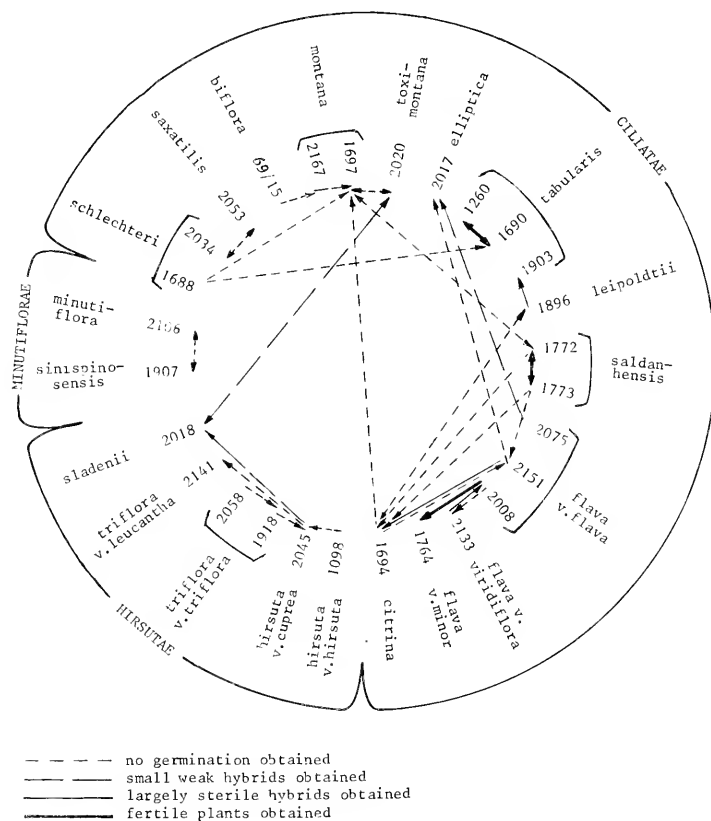 montana
toxi-
montana
biflora
elliptica
saxatilis
CILIATAE
2167
1697
2020
2017
69/15
1260
tabularis
2053
1690
schlechteri
2034
1903
1688
1896
leipoldtii
MINUTIFLORAE
minuti-
flora
2106
1772
saldan-
hensis
sinispino-
sensis
1907
1773
2075
sladenii
2018
2151
flava
v.flava
2141
2008
triflora
v.leucantha
2058
2133
flava v.
viridiflora
1918
1764
flava
v.minor
triflora
v.triflora
2045
1098
1694
hirsuta
v.cuprea
hirsuta
v.hirsuta
citrina
HIRSUTAE
no germination obtained
small weak hybrids obtained
largely sterile hybrids obtained
fertile plants obtained